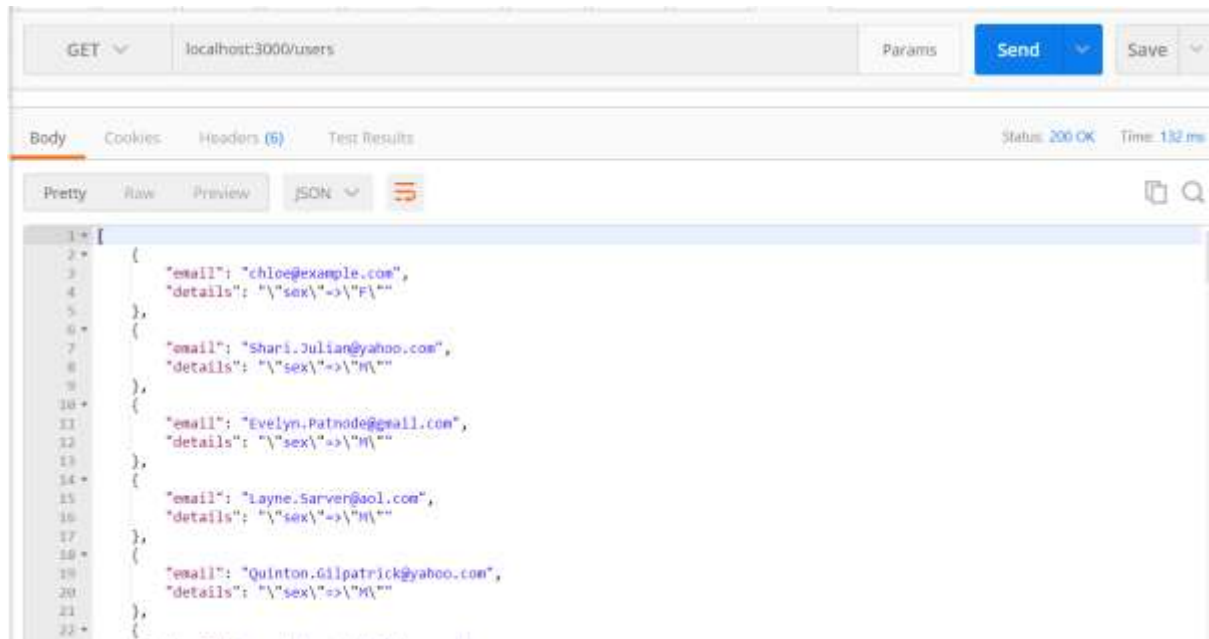 GET localhost:3000/users Params Send Save
Body Cookies Headers (6) Test Results Status: 200 OK Time: 132 ms
Pretty Raw Preview JSON
1 [
2 {
3 "email": "chloe@example.com",
4 "details": "\"sex\"=>\"F\""
5 },
6 {
7 "email": "Shari.Julian@yahoo.com",
8 "details": "\"sex\"=>\"M\""
9 },
10 {
11 "email": "Evelyn.Patnode@gmail.com",
12 "details": "\"sex\"=>\"M\""
13 },
14 {
15 "email": "Layne.Sarver@aol.com",
16 "details": "\"sex\"=>\"M\""
17 },
18 {
19 "email": "Quinton.Gilpatrick@yahoo.com",
20 "details": "\"sex\"=>\"M\""
21 },
22 {